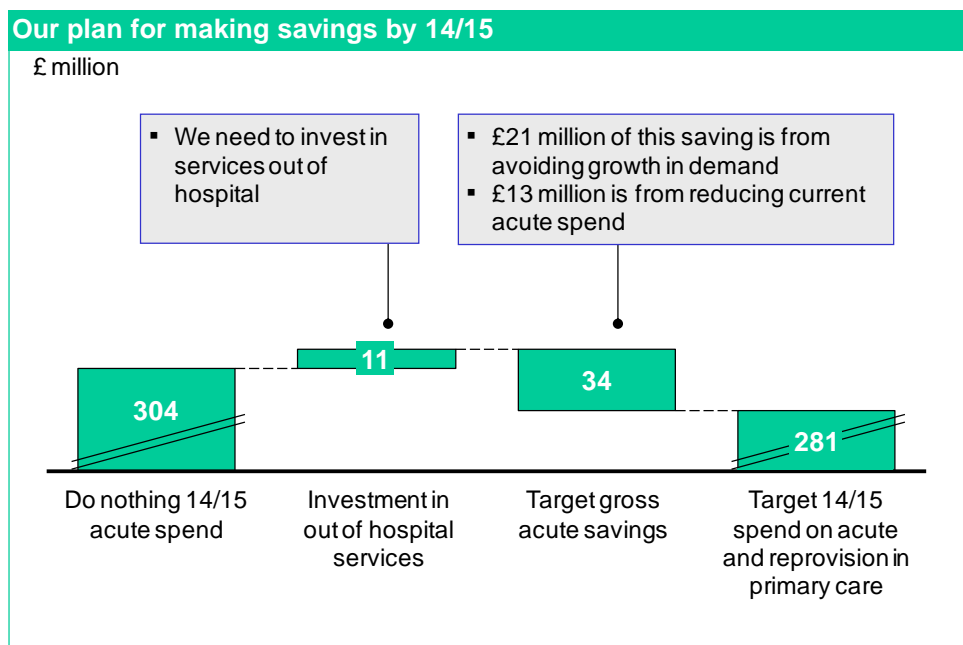 Our plan for making savings by 14/15
£ million
▪ We need to invest in
services out of
hospital
▪ £21 million of this saving is from
avoiding growth in demand
▪ £13 million is from reducing current
acute spend
304
11
34
281
Do nothing 14/15
acute spend
Investment in
out of hospital
services
Target gross
acute savings
Target 14/15
spend on acute
and reprovision in
primary care